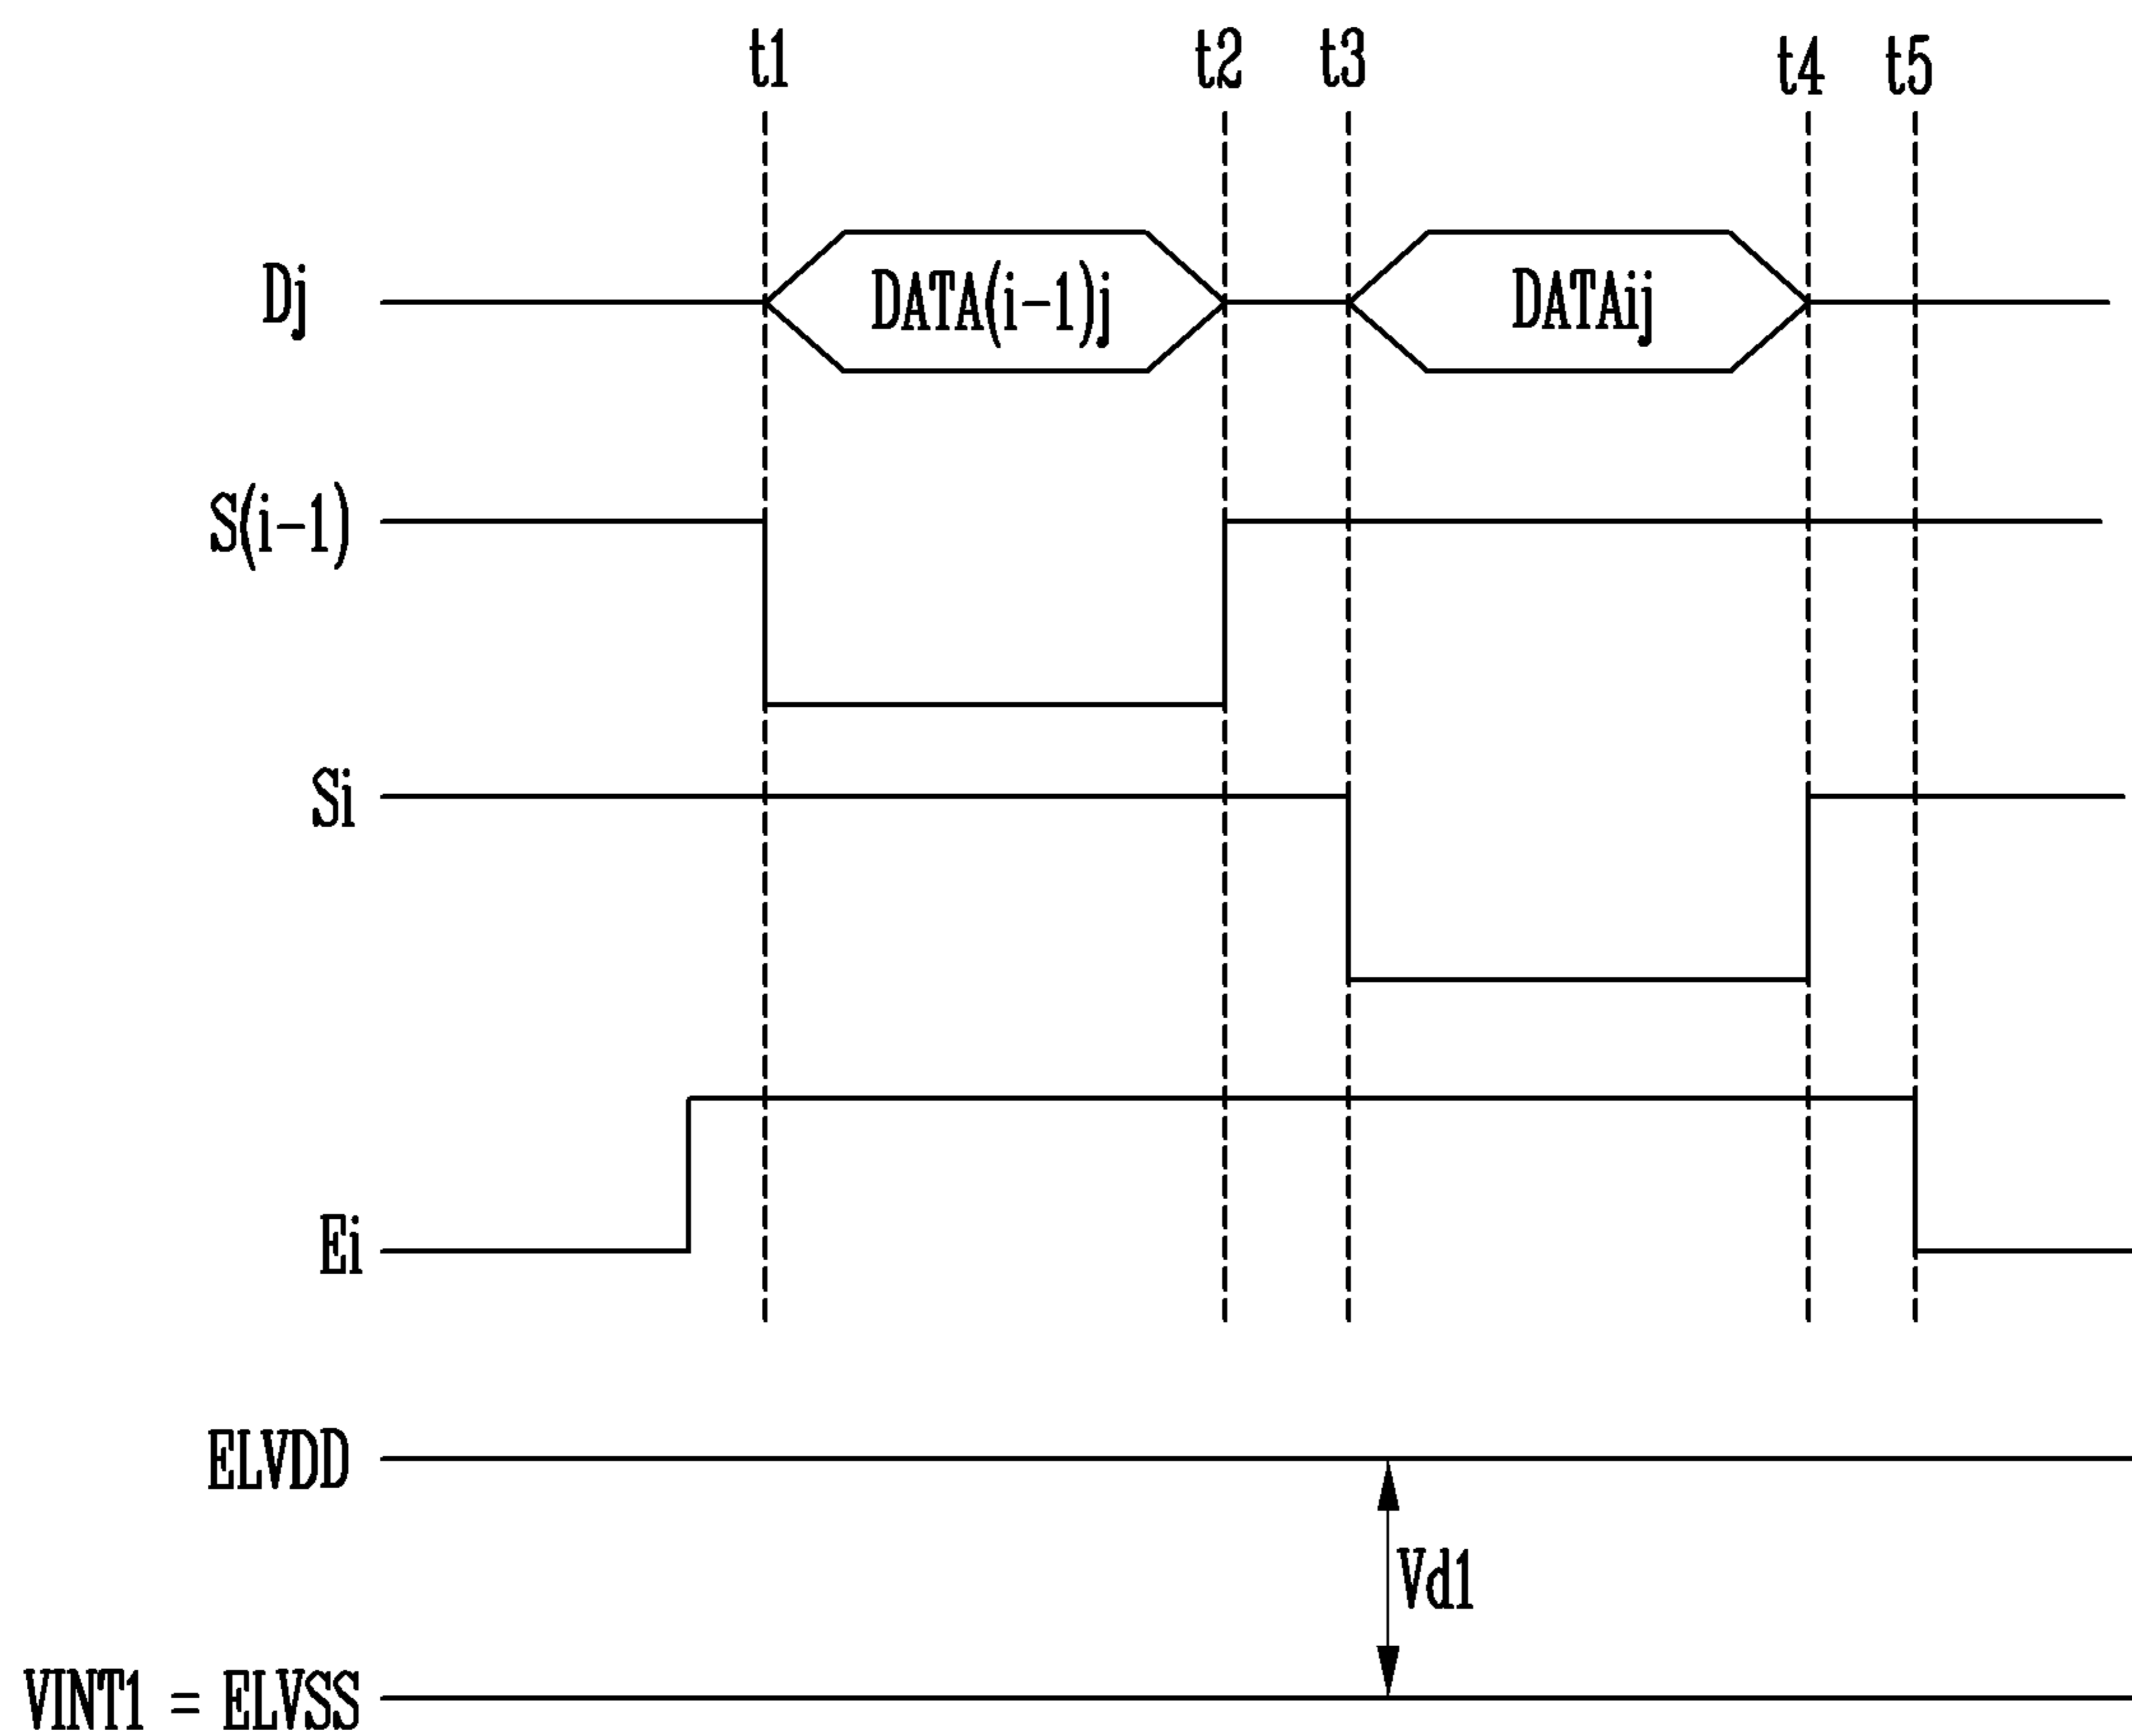 t1 t2 t3 t4 t5
Dj DATA(i-1)j DATAij
S(i-1)
Si
Ei
ELVDD
Vd1
VINT1 = ELVSS